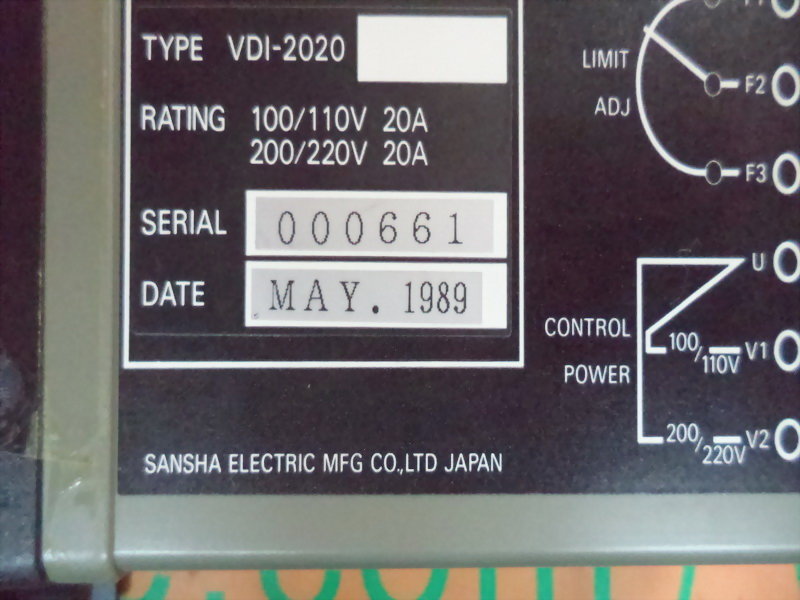 TYPE VDI-2020
RATING 100/110V 20A
200/220V 20A
SERIAL 000661
DATE MAY. 1989
SANSHA ELECTRIC MFG CO.,LTD JAPAN
LIMIT
ADJ
F2
F3
U
CONTROL
POWER
100/110V V1
200/220V V2